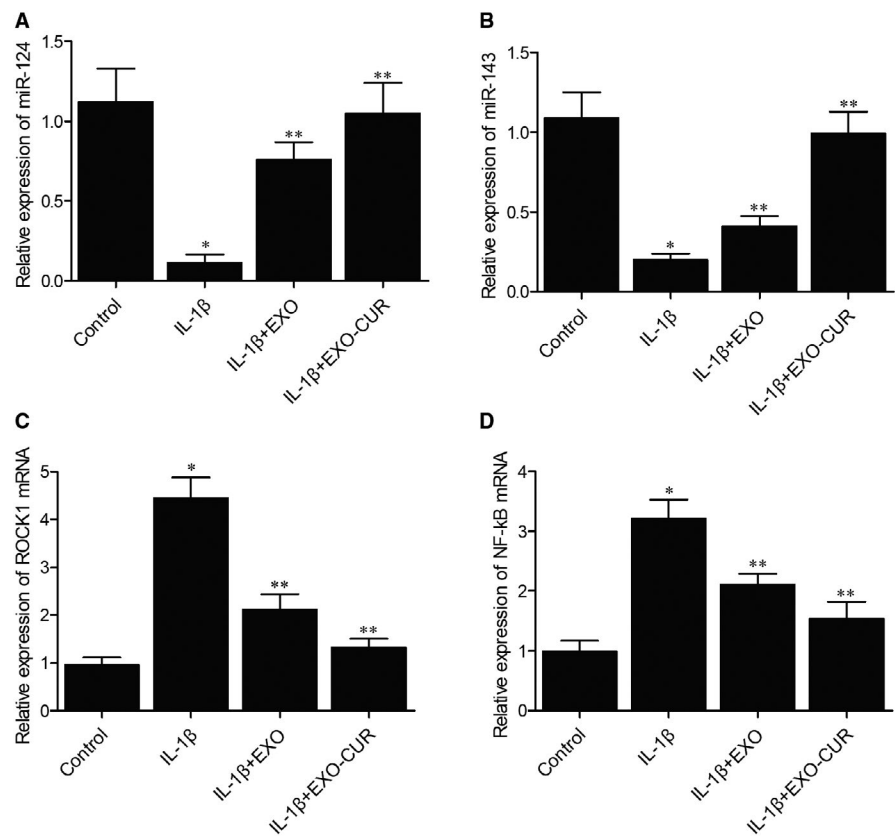 A
Relative expression of miR-124
1.5
1.0
0.5
0.0
*
**
**
Control
IL-1β
IL-1β+EXO
IL-1β+EXO-CUR
B
Relative expression of miR-143
1.5
1.0
0.5
0.0
*
**
**
Control
IL-1β
IL-1β+EXO
IL-1β+EXO-CUR
C
Relative expression of ROCK1 mRNA
5
4
3
2
1
0
*
**
**
Control
IL-1β
IL-1β+EXO
IL-1β+EXO-CUR
D
Relative expression of NF-kB mRNA
4
3
2
1
0
*
**
**
Control
IL-1β
IL-1β+EXO
IL-1β+EXO-CUR